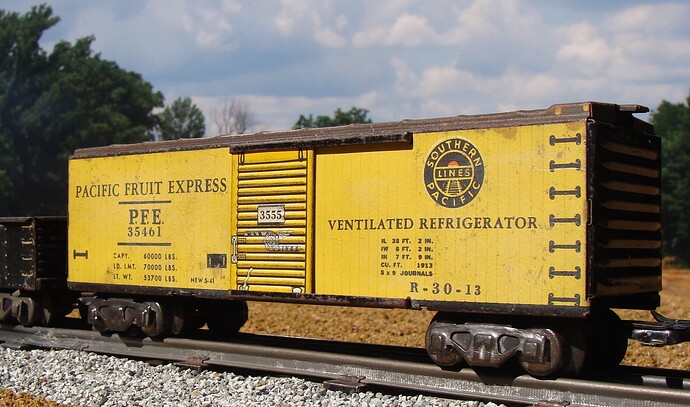 PACIFIC FRUIT EXPRESS
P.F.E.
35461
CAPY. 60000 LBS.
LD. LMT. 70000 LBS.
LT. WT. 53700 LBS. NEW 5-41
3555
LINES
SOUTHERN
LINES
PACIFIC
VENTILATED REFRIGERATOR
IL 38 FT. 2 IN.
IW 8 FT. 2 IN.
IH 7 FT. 9 IN.
CU. FT. 1913
5 x 9 JOURNALS
R-30-13